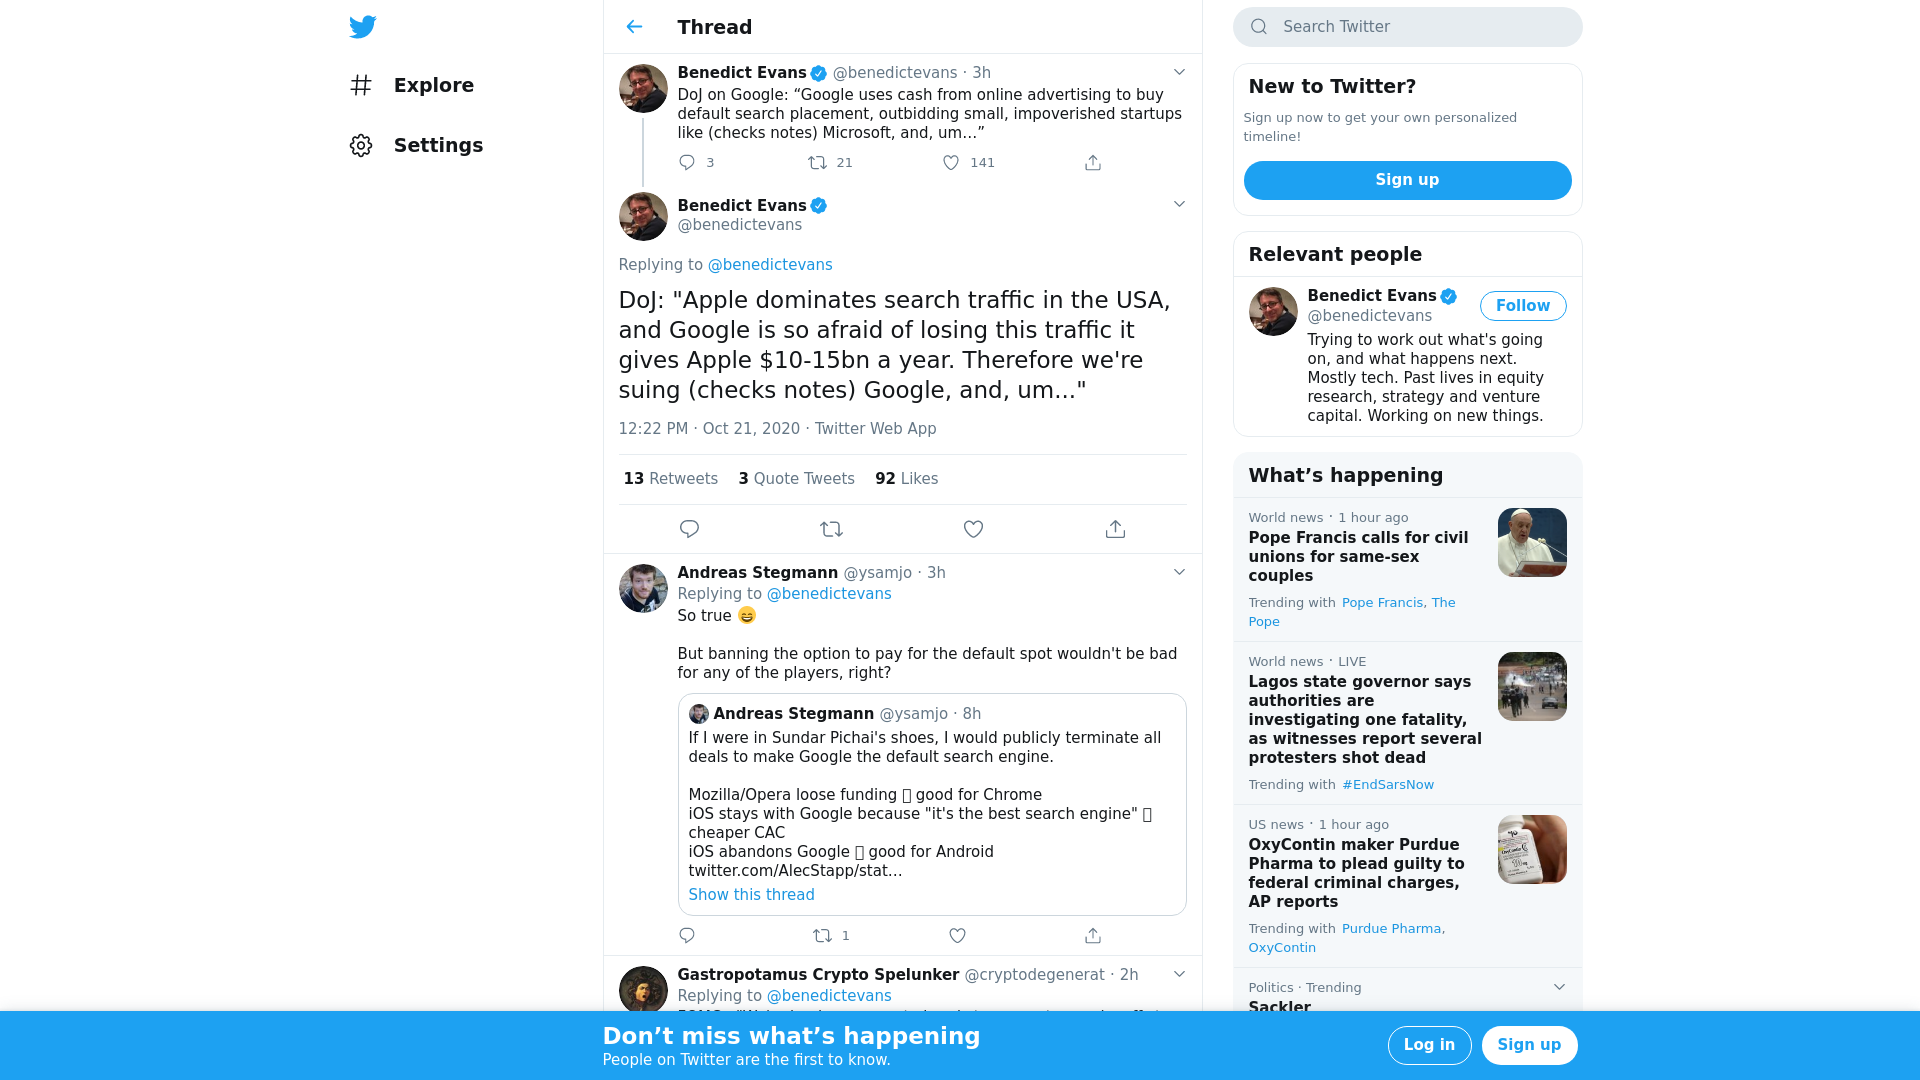 Explore
Settings
Thread
Benedict Evans @benedictevans · 3h
DoJ on Google: “Google uses cash from online advertising to buy
default search placement, outbidding small, impoverished startups
like (checks notes) Microsoft, and, um…”
3 21 141
Benedict Evans
@benedictevans
Replying to @benedictevans
DoJ: "Apple dominates search traffic in the USA,
and Google is so afraid of losing this traffic it
gives Apple $10-15bn a year. Therefore we're
suing (checks notes) Google, and, um..."
12:22 PM · Oct 21, 2020 · Twitter Web App
13 Retweets 3 Quote Tweets 92 Likes
Andreas Stegmann @ysamjo · 3h
Replying to @benedictevans
So true 😄
But banning the option to pay for the default spot wouldn't be bad
for any of the players, right?
Andreas Stegmann @ysamjo · 8h
If I were in Sundar Pichai's shoes, I would publicly terminate all
deals to make Google the default search engine.
Mozilla/Opera loose funding good for Chrome
iOS stays with Google because "it's the best search engine"
cheaper CAC
iOS abandons Google good for Android
twitter.com/AlecStapp/stat…
Show this thread
1
Gastropotamus Crypto Spelunker @cryptodegenerat · 2h
Replying to @benedictevans
Search Twitter
New to Twitter?
Sign up now to get your own personalized
timeline!
Sign up
Relevant people
Benedict Evans
@benedictevans
Follow
Trying to work out what's going
on, and what happens next.
Mostly tech. Past lives in equity
research, strategy and venture
capital. Working on new things.
What’s happening
World news · 1 hour ago
Pope Francis calls for civil
unions for same-sex
couples
Trending with Pope Francis, The
Pope
World news · LIVE
Lagos state governor says
authorities are
investigating one fatality,
as witnesses report several
protesters shot dead
Trending with #EndSarsNow
US news · 1 hour ago
OxyContin maker Purdue
Pharma to plead guilty to
federal criminal charges,
AP reports
Trending with Purdue Pharma,
OxyContin
Politics · Trending
Sackler
Don’t miss what’s happening
People on Twitter are the first to know.
Log in
Sign up